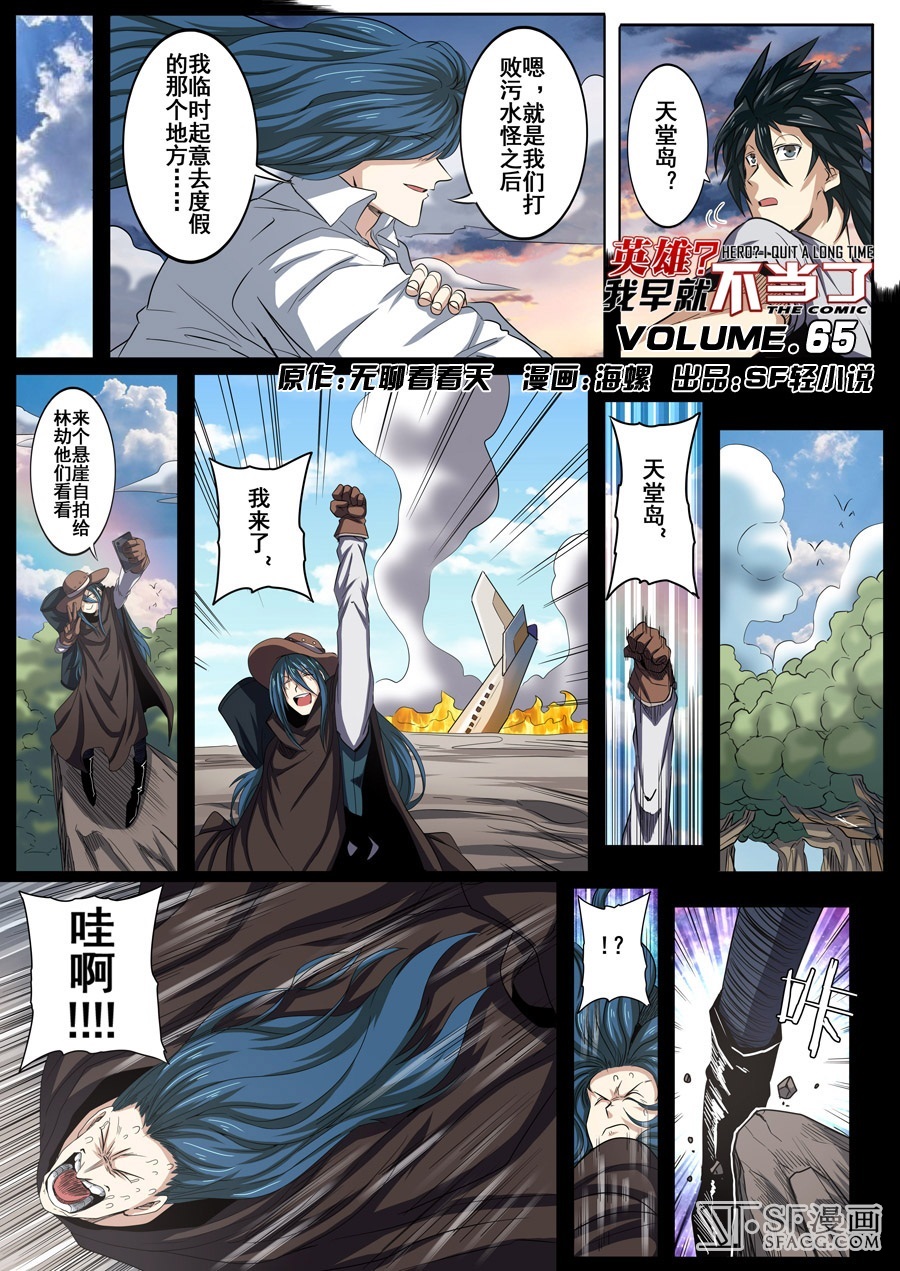 天堂岛?
英雄?
HERO? I QUIT A LONG TIME
我早就不当了
THE COMIC
VOLUME.65
嗯，就是我们打
败污水怪之后
我临时起意去度假
的那个地方……
原作:无聊看看天 漫画:海螺 出品:SF轻小说
天堂岛~
我来了~
来个悬崖自拍给
林劫他们看看
咔
!?
哇啊
!!!!
SF漫画
SFACG.COM